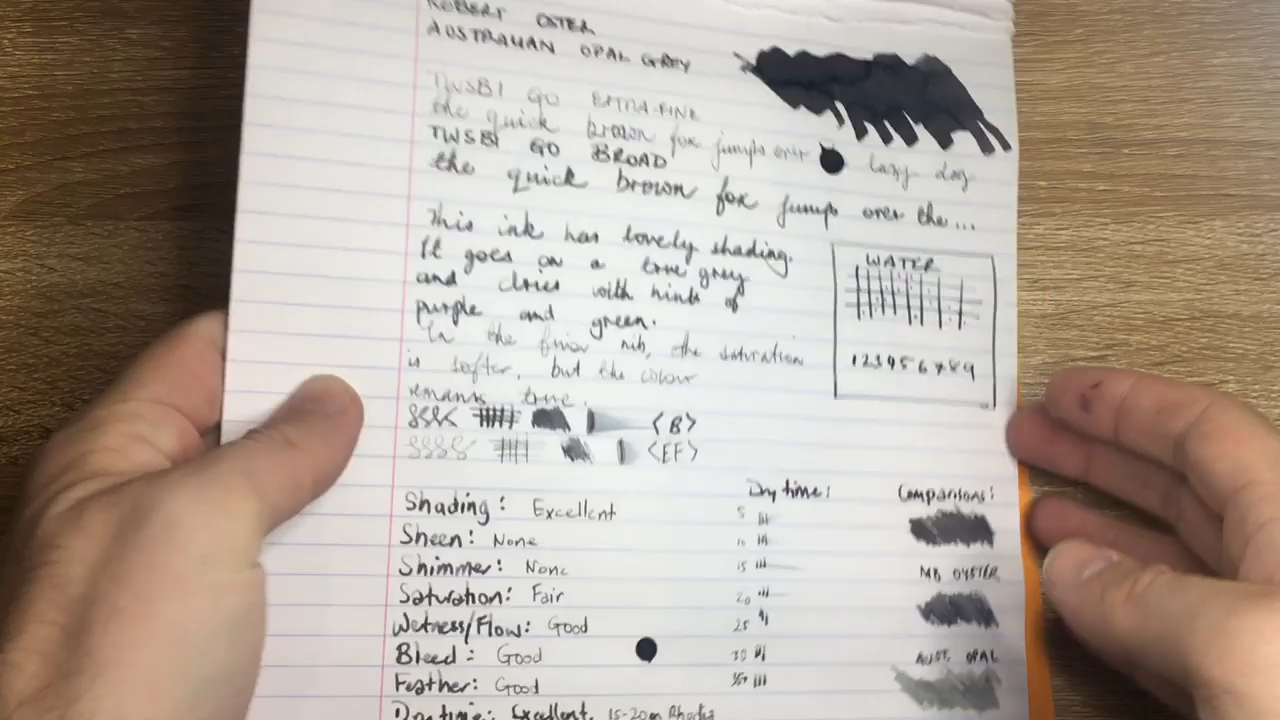 ROBERT OSTER
AUSTRALIAN OPAL GREY
TWSBI GO EXTRA-FINE
the quick brown fox jumps over lazy dog
TWSBI GO BROAD
the quick brown fox jumps over the...
This ink has lovely shading.
It goes on a true grey
and dries with hints of
purple and green.
In the finer nib, the saturation
is softer, but the colour
remains true.
<B>
<EF>
WATER
123456789
Shading: Excellent
Sheen: None
Shimmer: None
Saturation: Fair
Wetness/Flow: Good
Bleed: Good
Feather: Good
Dry time: Excellent. 15-20 on Rhodia
Dry time:
5
10
15
20
25
30
Comparisons:
MB OYSTER
AUST. OPAL